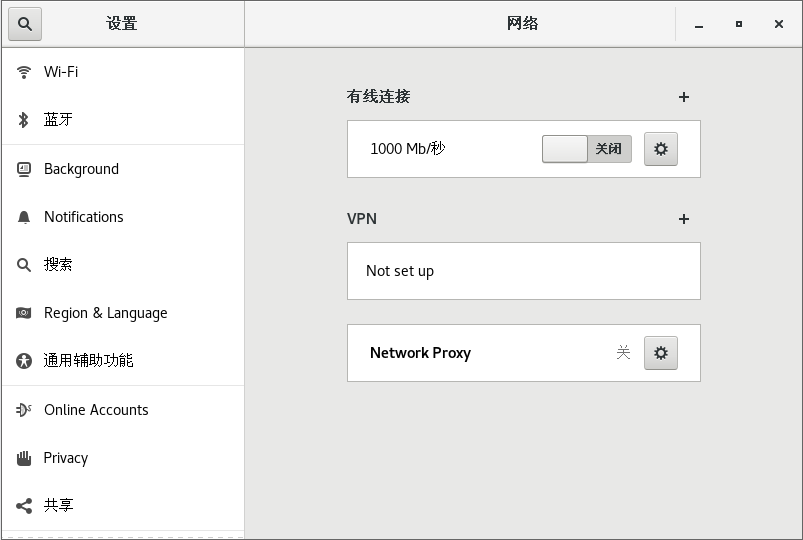 设置
网络
Wi-Fi
蓝牙
Background
Notifications
搜索
Region & Language
通用辅助功能
Online Accounts
Privacy
共享
有线连接
1000 Mb/秒
关闭
VPN
Not set up
Network Proxy
关